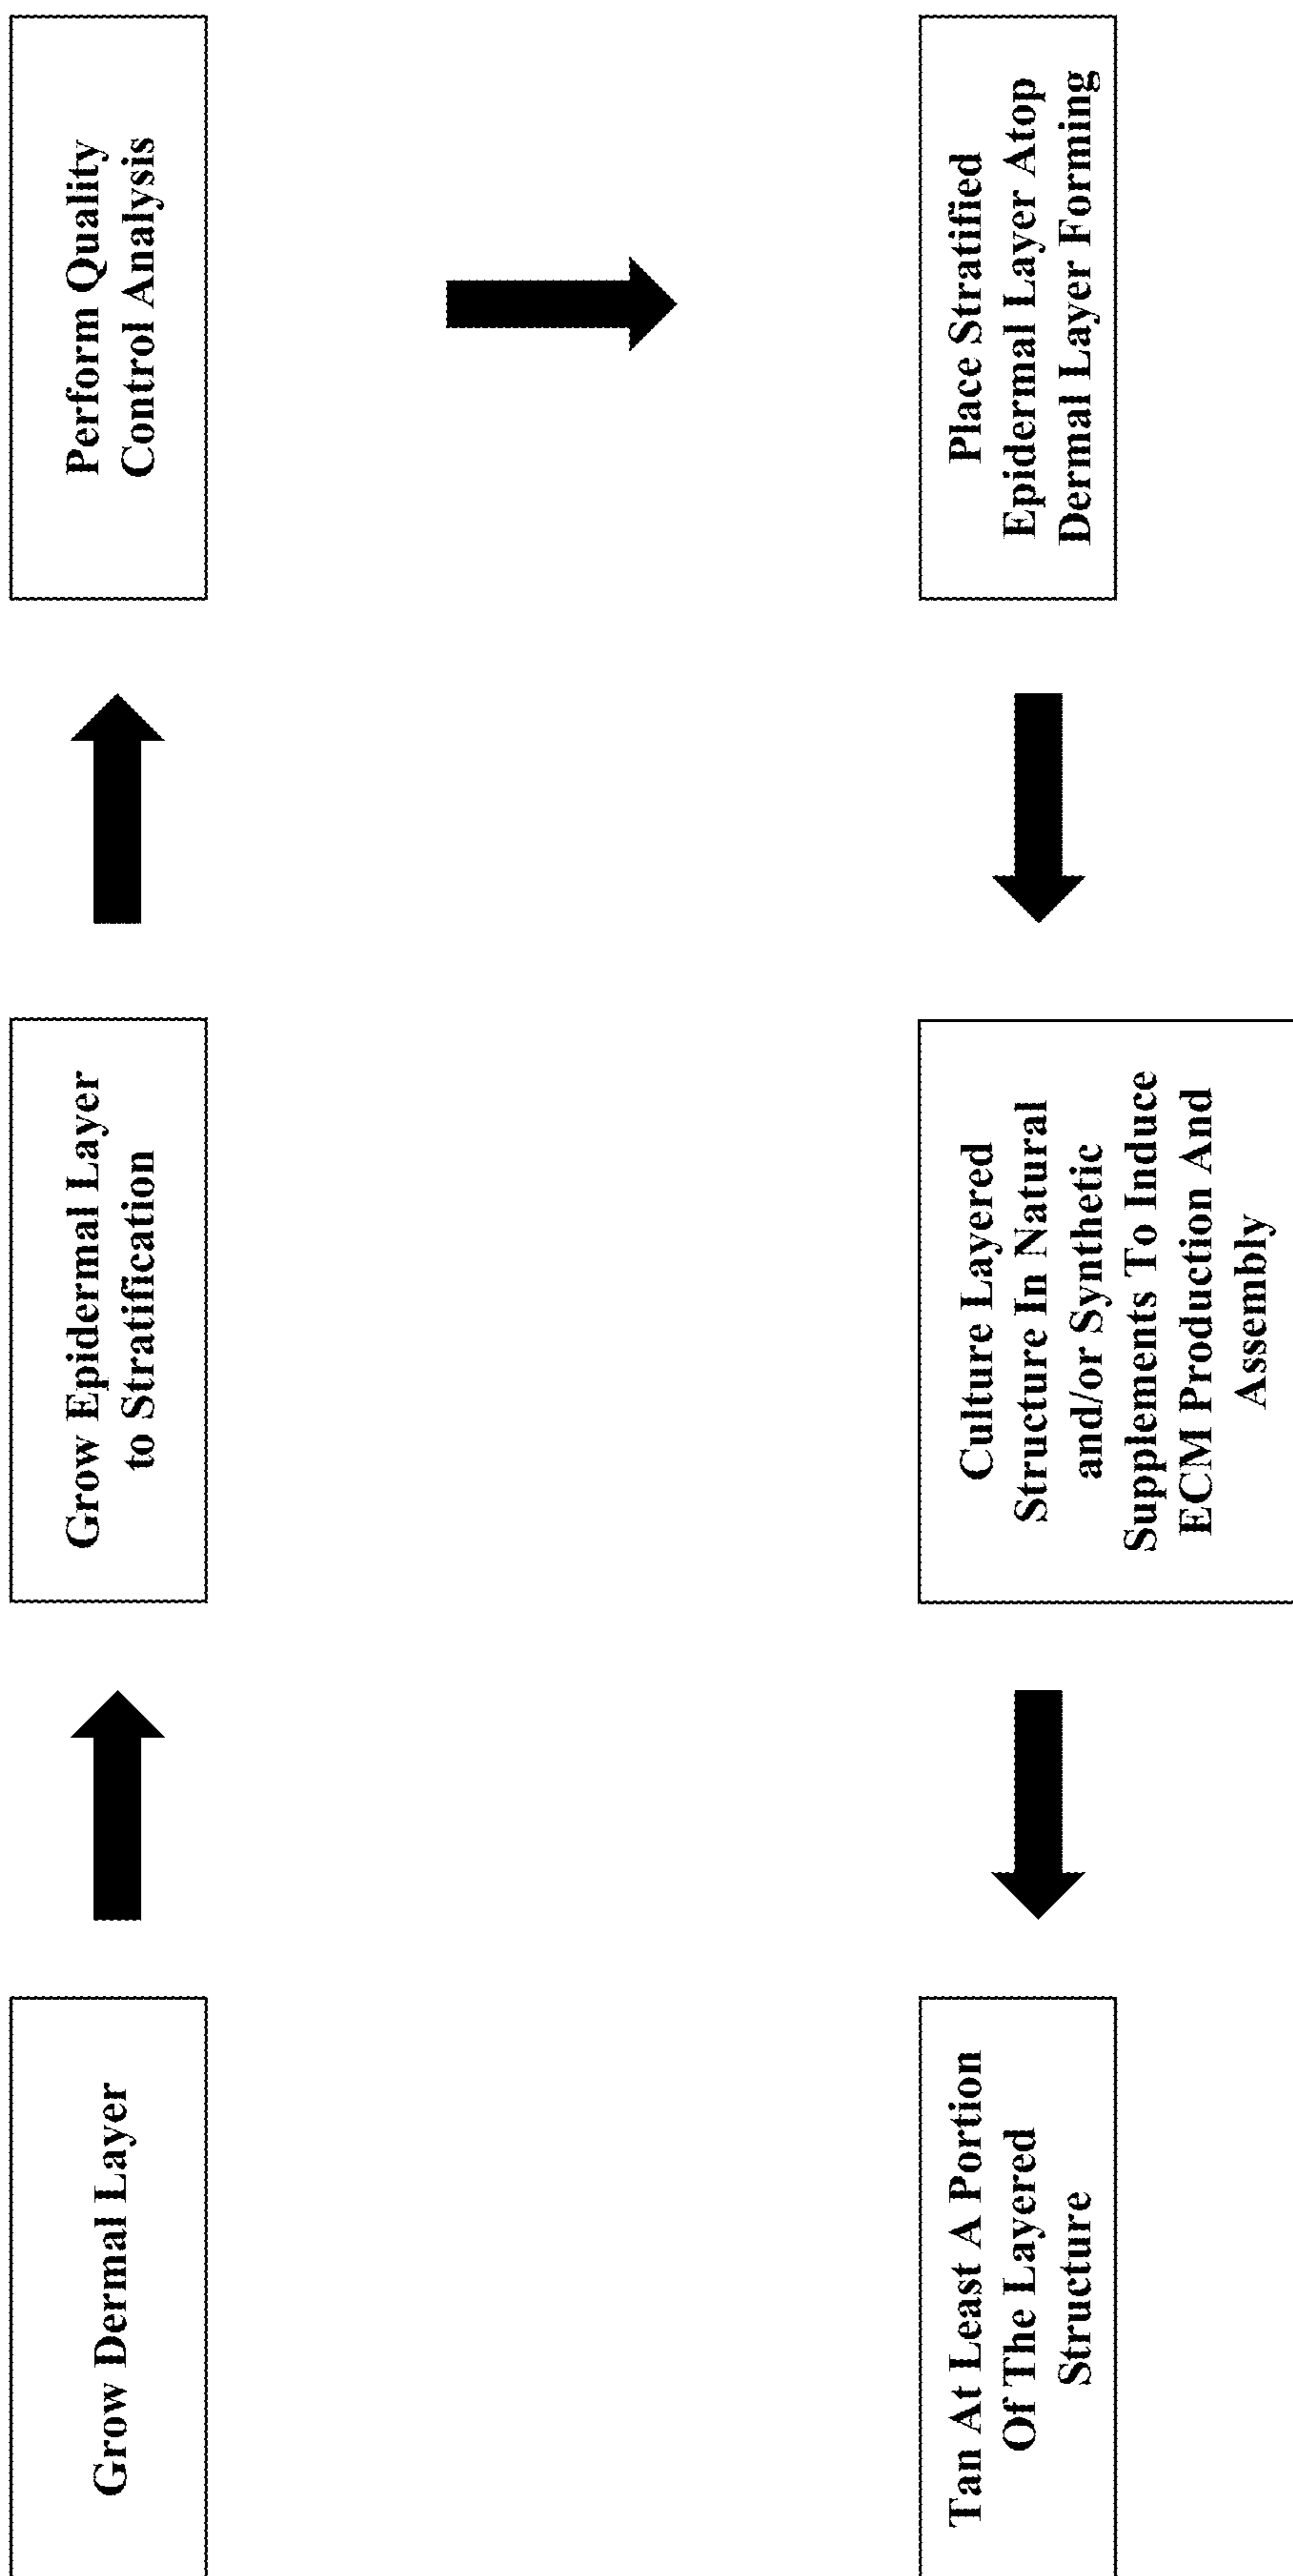 Grow Dermal Layer
Grow Epidermal Layer
to Stratification
Perform Quality
Control Analysis
Place Stratified
Epidermal Layer Atop
Dermal Layer Forming
Culture Layered
Structure In Natural
and/or Synthetic
Supplements To Induce
ECM Production And
Assembly
Tan At Least A Portion
Of The Layered
Structure